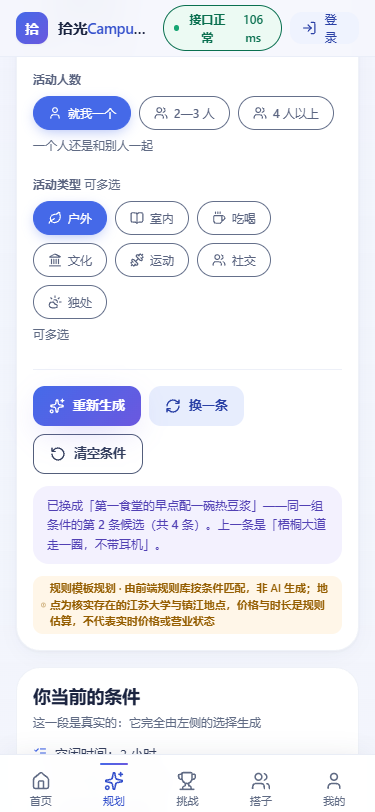 拾
拾光Campu...
接口正常
106 ms
登录
活动人数
就我一个
2—3 人
4 人以上
一个人还是和别人一起
活动类型 可多选
户外
室内
吃喝
文化
运动
社交
独处
可多选
重新生成
换一条
清空条件
已换成「第一食堂的早点配一碗热豆浆」——同一组
条件的第 2 条候选（共 4 条）。上一条是「梧桐大道
走一圈，不带耳机」。
规则模板规划 · 由前端规则库按条件匹配，非 AI 生成；地
点为核实存在的江苏大学与镇江地点，价格与时长是规则
估算，不代表实时价格或营业状态
你当前的条件
这一段是真实的：它完全由左侧的选择生成
空闲时间：2 小时
首页
规划
挑战
搭子
我的